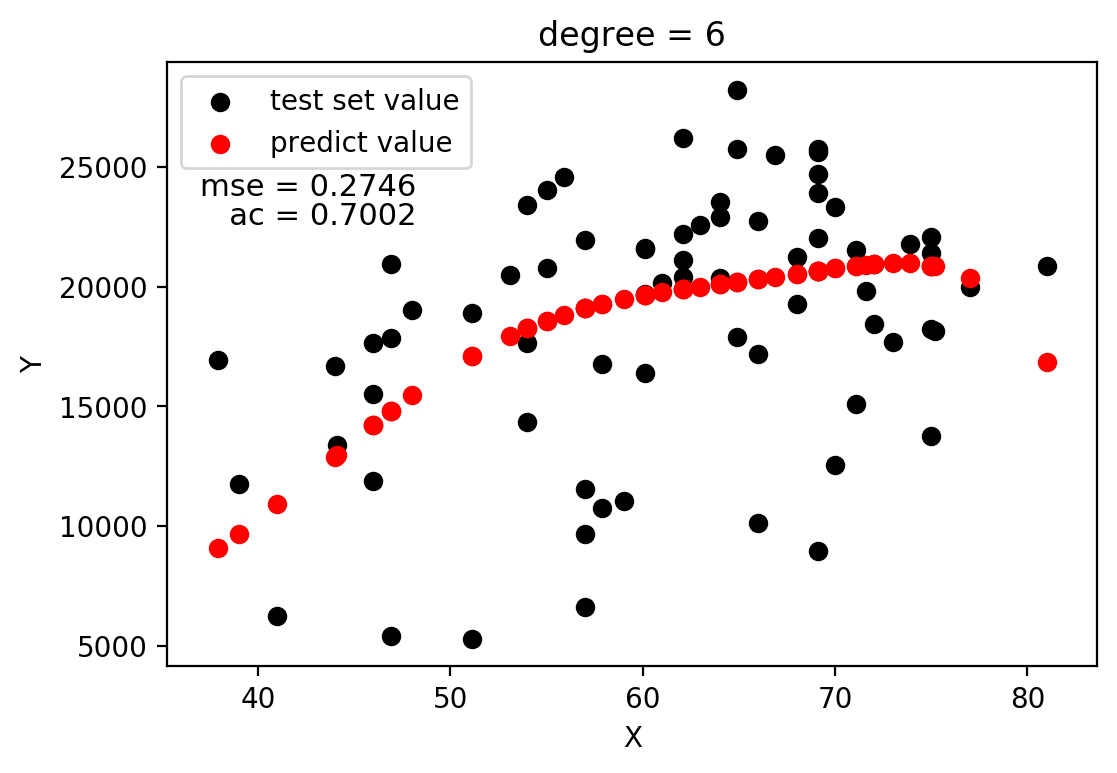 degree = 6
test set value
predict value
mse = 0.2746
ac = 0.7002
25000
20000
15000
10000
5000
Y
40 50 60 70 80
X